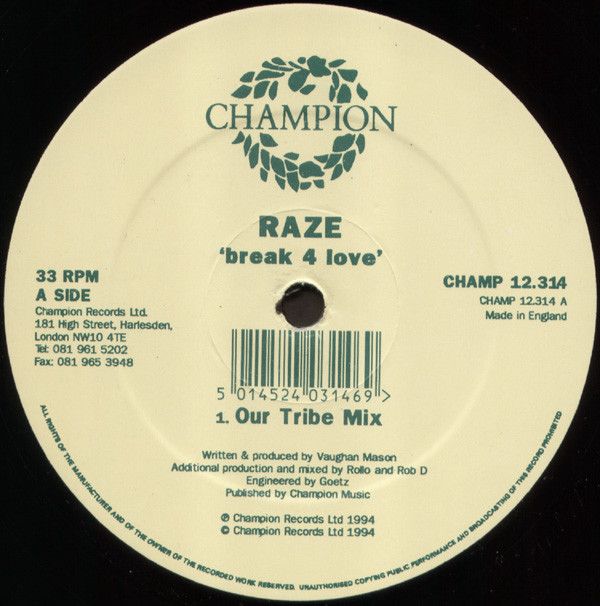 CHAMPION
RAZE
‘break 4 love’
33 RPM
A SIDE
Champion Records Ltd.
181 High Street, Harlesden,
London NW10 4TE
Tel: 081 961 5202
Fax: 081 965 3948
CHAMP 12.314
CHAMP 12.314 A
Made in England
5 014524 031469 >
1. Our Tribe Mix
Written & produced by Vaughan Mason
Additional production and mixed by Rollo and Rob D
Engineered by Goetz
Published by Champion Music
℗ Champion Records Ltd 1994
© Champion Records Ltd 1994
ALL RIGHTS OF THE MANUFACTURER AND OF THE OWNER OF THE RECORDED WORK RESERVED. UNAUTHORISED COPYING PUBLIC PERFORMANCE AND BROADCASTING OF THIS RECORD PROHIBITED